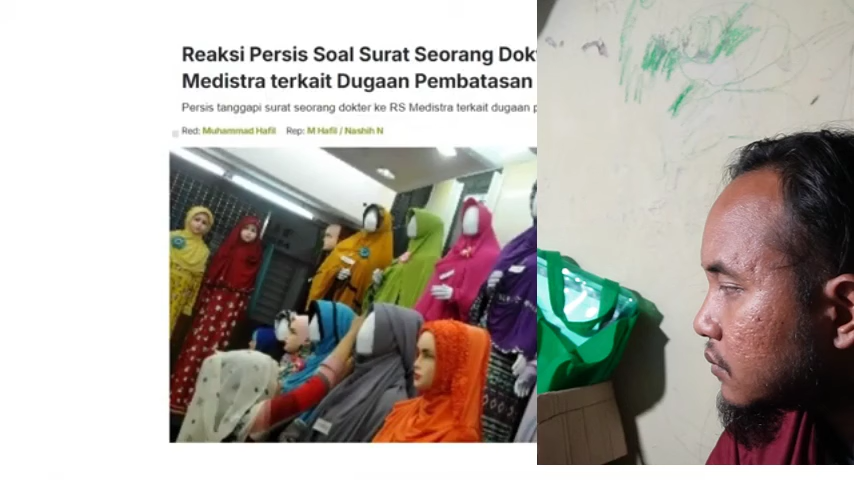 Reaksi Persis Soal Surat Seorang Dok
Medistra terkait Dugaan Pembatasan
Persis tanggapi surat seorang dokter ke RS Medistra terkait dugaan
Red: Muhammad Hafil Rep: M Hafil / Nashih N